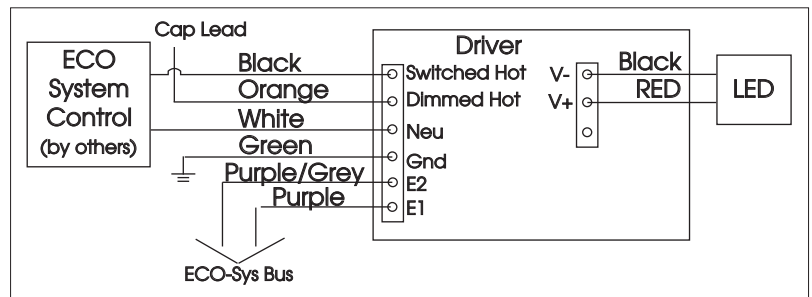 Cap Lead
ECO
System
Control
(by others)
Black
Orange
White
Green
Purple/Grey
Purple
ECO-Sys Bus
Driver
Switched Hot
Dimmed Hot
Neu
Gnd
E2
E1
V-
V+
Black
RED
LED